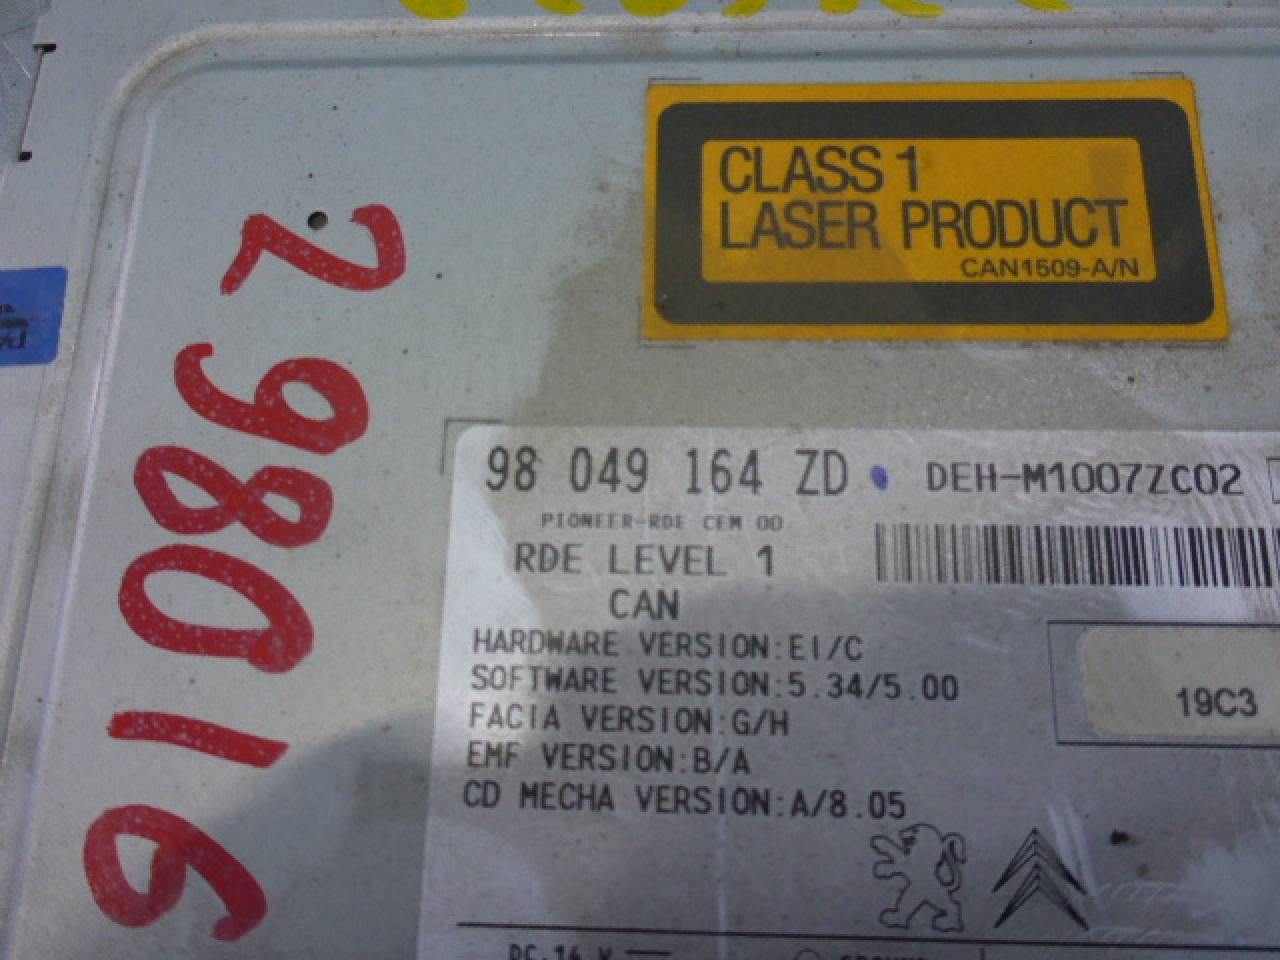 298016
CLASS 1
LASER PRODUCT
CAN1509-A/N
98 049 164 ZD DEH-M1007ZC02
PIONEER-RDE CEM 00
RDE LEVEL 1
CAN
HARDWARE VERSION:EI/C
SOFTWARE VERSION:5.34/5.00
19C3
FACIA VERSION:G/H
EMF VERSION:B/A
CD MECHA VERSION:A/8.05